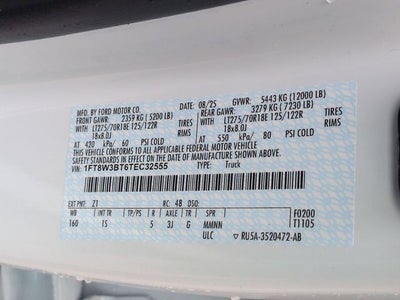 MFD. BY FORD MOTOR CO.
08/25 GVWR: 5443 KG (12000 LB)
FRONT GAWR: 2359 KG (5200 LB) REAR GAWR: 3279 KG (7230 LB)
LT275/70R18E 125/122R TIRES LT275/70R18E 125/122R TIRES
18x8.0J RIMS 18x8.0J RIMS
AT 420 kPa/ 60 PSI COLD AT 550 kPa/ 80 PSI COLD
THIS VEHICLE CONFORMS TO ALL APPLICABLE FEDERAL MOTOR VEHICLE
SAFETY STANDARDS IN EFFECT ON THE DATE OF MANUFACTURE SHOWN ABOVE.
VIN: 1FT8W3BT6TEC32555 TYPE: Truck
EXT PNT: Z1 RC: 48 DSO: F0200
WB INT TR TP/PS R AXLE TR SPR T1105
160 IS 5 3J G MMNN
ULC RU5A-3520472-AB